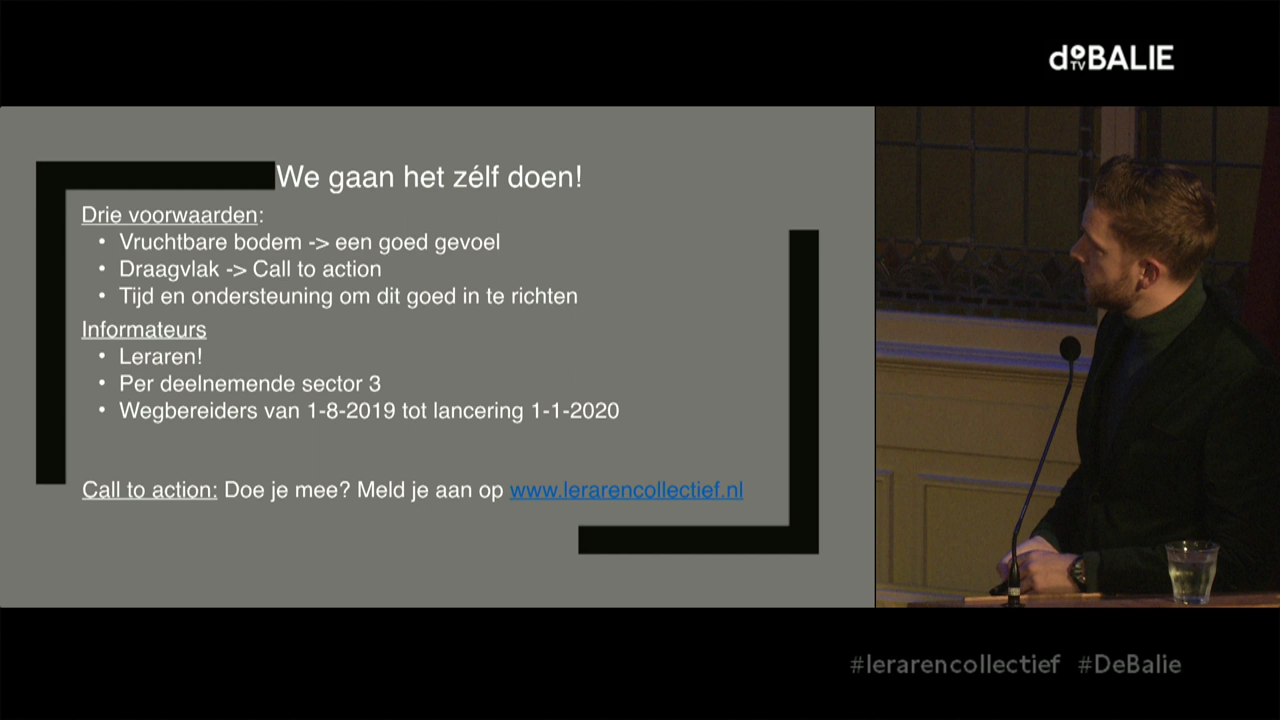 deBALIE
TV
We gaan het zélf doen!
Drie voorwaarden:
• Vruchtbare bodem -> een goed gevoel
• Draagvlak -> Call to action
• Tijd en ondersteuning om dit goed in te richten
Informateurs
• Leraren!
• Per deelnemende sector 3
• Wegbereiders van 1-8-2019 tot lancering 1-1-2020
Call to action: Doe je mee? Meld je aan op www.lerarencollectief.nl
#lerarencollectief #DeBalie